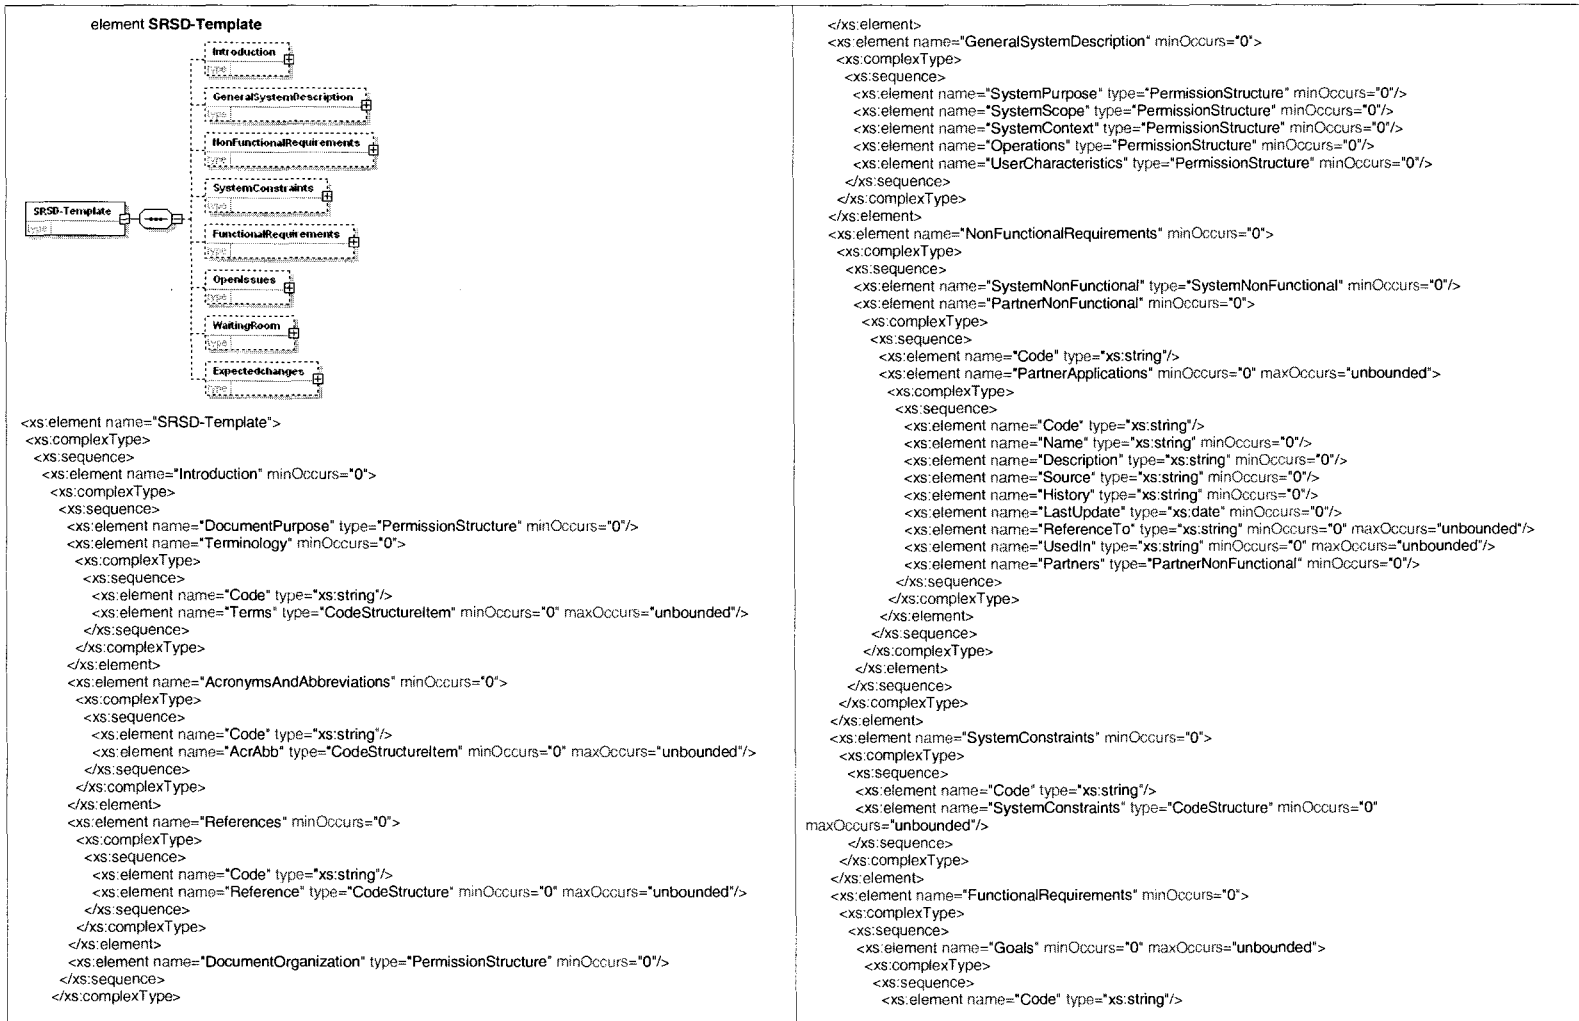 element SRSD-Template
Introduction
type
GeneralSystemDescription
type
NonFunctionalRequirements
type
SystemConstraints
type
SRSD-Template
type
FunctionalRequirements
type
OpenIssues
type
WaitingRoom
type
Expectedchanges
type
<xs:element name="SRSD-Template">
<xs:complexType>
<xs:sequence>
<xs:element name="Introduction" minOccurs="0">
<xs:complexType>
<xs:sequence>
<xs:element name="DocumentPurpose" type="PermissionStructure" minOccurs="0"/>
<xs:element name="Terminology" minOccurs="0">
<xs:complexType>
<xs:sequence>
<xs:element name="Code" type="xs:string"/>
<xs:element name="Terms" type="CodeStructureItem" minOccurs="0" maxOccurs="unbounded"/>
</xs:sequence>
</xs:complexType>
</xs:element>
<xs:element name="AcronymsAndAbbreviations" minOccurs="0">
<xs:complexType>
<xs:sequence>
<xs:element name="Code" type="xs:string"/>
<xs:element name="AcrAbb" type="CodeStructureItem" minOccurs="0" maxOccurs="unbounded"/>
</xs:sequence>
</xs:complexType>
</xs:element>
<xs:element name="References" minOccurs="0">
<xs:complexType>
<xs:sequence>
<xs:element name="Code" type="xs:string"/>
<xs:element name="Reference" type="CodeStructure" minOccurs="0" maxOccurs="unbounded"/>
</xs:sequence>
</xs:complexType>
</xs:element>
<xs:element name="DocumentOrganization" type="PermissionStructure" minOccurs="0"/>
</xs:sequence>
</xs:complexType>
</xs:element>
<xs:element name="GeneralSystemDescription" minOccurs="0">
<xs:complexType>
<xs:sequence>
<xs:element name="SystemPurpose" type="PermissionStructure" minOccurs="0"/>
<xs:element name="SystemScope" type="PermissionStructure" minOccurs="0"/>
<xs:element name="SystemContext" type="PermissionStructure" minOccurs="0"/>
<xs:element name="Operations" type="PermissionStructure" minOccurs="0"/>
<xs:element name="UserCharacteristics" type="PermissionStructure" minOccurs="0"/>
</xs:sequence>
</xs:complexType>
</xs:element>
<xs:element name="NonFunctionalRequirements" minOccurs="0">
<xs:complexType>
<xs:sequence>
<xs:element name="SystemNonFunctional" type="SystemNonFunctional" minOccurs="0"/>
<xs:element name="PartnerNonFunctional" minOccurs="0">
<xs:complexType>
<xs:sequence>
<xs:element name="Code" type="xs:string"/>
<xs:element name="PartnerApplications" minOccurs="0" maxOccurs="unbounded">
<xs:complexType>
<xs:sequence>
<xs:element name="Code" type="xs:string"/>
<xs:element name="Name" type="xs:string" minOccurs="0"/>
<xs:element name="Description" type="xs:string" minOccurs="0"/>
<xs:element name="Source" type="xs:string" minOccurs="0"/>
<xs:element name="History" type="xs:string" minOccurs="0"/>
<xs:element name="LastUpdate" type="xs:date" minOccurs="0"/>
<xs:element name="ReferenceTo" type="xs:string" minOccurs="0" maxOccurs="unbounded"/>
<xs:element name="UsedIn" type="xs:string" minOccurs="0" maxOccurs="unbounded"/>
<xs:element name="Partners" type="PartnerNonFunctional" minOccurs="0"/>
</xs:sequence>
</xs:complexType>
</xs:element>
</xs:sequence>
</xs:complexType>
</xs:element>
</xs:sequence>
</xs:complexType>
</xs:element>
<xs:element name="SystemConstraints" minOccurs="0">
<xs:complexType>
<xs:sequence>
<xs:element name="Code" type="xs:string"/>
<xs:element name="SystemConstraints" type="CodeStructure" minOccurs="0"
maxOccurs="unbounded"/>
</xs:sequence>
</xs:complexType>
</xs:element>
<xs:element name="FunctionalRequirements" minOccurs="0">
<xs:complexType>
<xs:sequence>
<xs:element name="Goals" minOccurs="0" maxOccurs="unbounded">
<xs:complexType>
<xs:sequence>
<xs:element name="Code" type="xs:string"/>